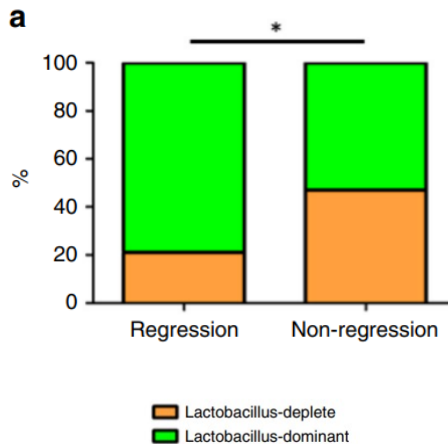 a
*
100
80
60
40
20
0
%
Regression Non-regression
Lactobacillus-deplete
Lactobacillus-dominant